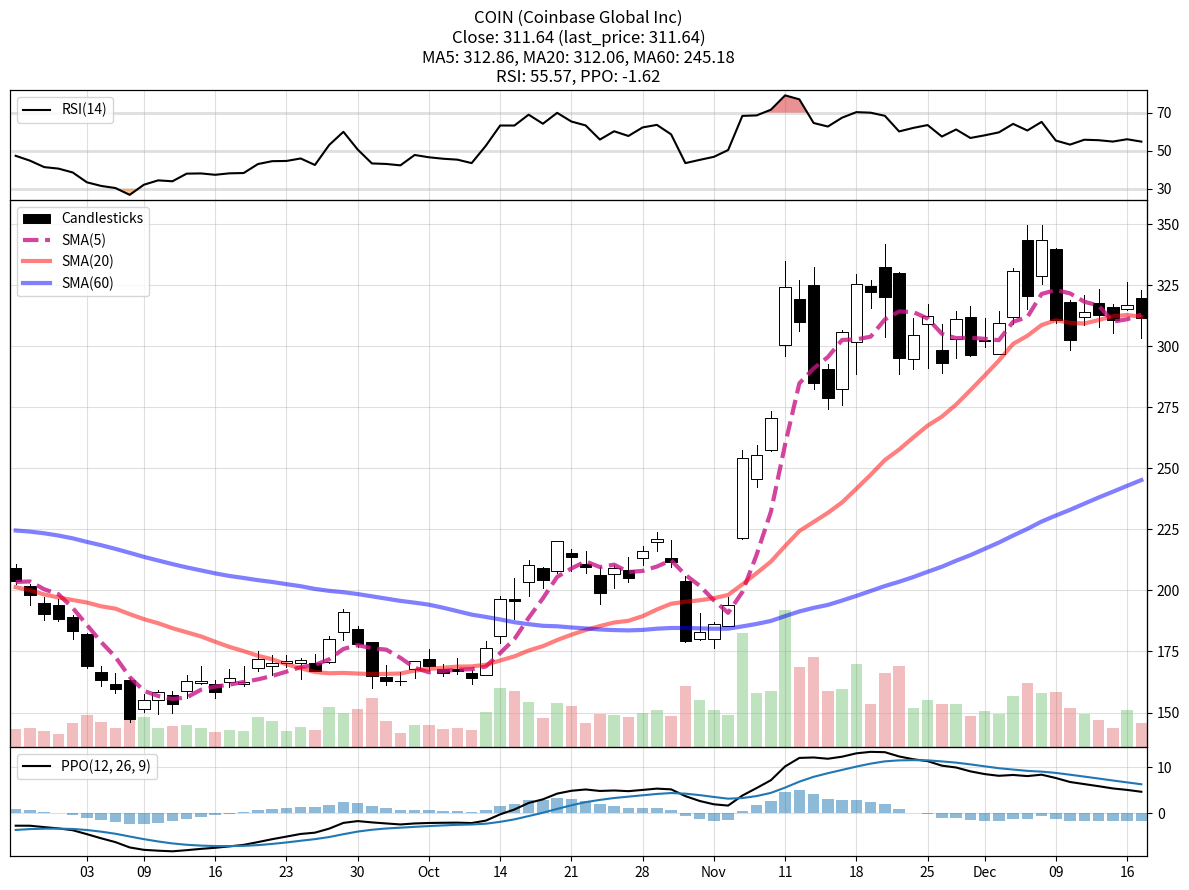 COIN (Coinbase Global Inc)
Close: 311.64 (last_price: 311.64)
MA5: 312.86, MA20: 312.06, MA60: 245.18
RSI: 55.57, PPO: -1.62
RSI(14)
70
50
30
Candlesticks
SMA(5)
SMA(20)
SMA(60)
350
325
300
275
250
225
200
175
150
PPO(12, 26, 9)
10
0
03 09 16 23 30 Oct 14 21 28 Nov 11 18 25 Dec 09 16